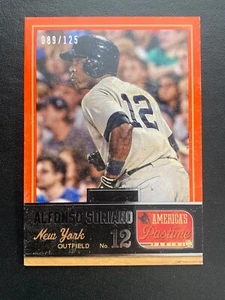 089/125
12
ALFONSO SORIANO
New York
OUTFIELD No. 12
AMERICA'S
Pastime